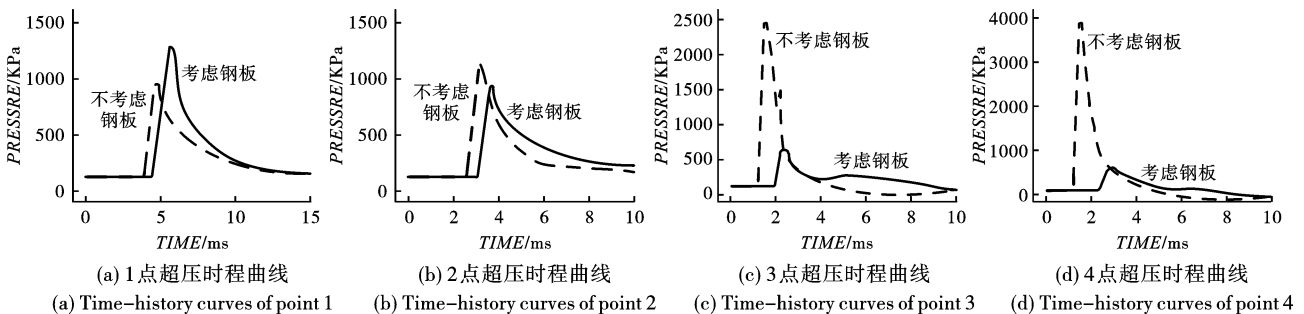 1500
1000
500
0
PRESSRE/KPa
0 5 10 15
TIME/ms
考虑钢板
不考虑
钢板
(a) 1点超压时程曲线
(a) Time-history curves of point 1
1500
1000
500
0
PRESSRE/KPa
0 2 4 6 8 10
TIME/ms
不考虑
钢板
考虑钢板
(b) 2点超压时程曲线
(b) Time-history curves of point 2
2500
2000
2500
500
0
PRESSRE/KPa
0 2 4 6 8 10
TIME/ms
不考虑钢板
考虑钢板
(c) 3点超压时程曲线
(c) Time-history curves of point 3
4000
3000
2000
1000
0
PRESSRE/KPa
0 2 4 6 8 10
TIME/ms
不考虑钢板
考虑钢板
(d) 4点超压时程曲线
(d) Time-history curves of point 4